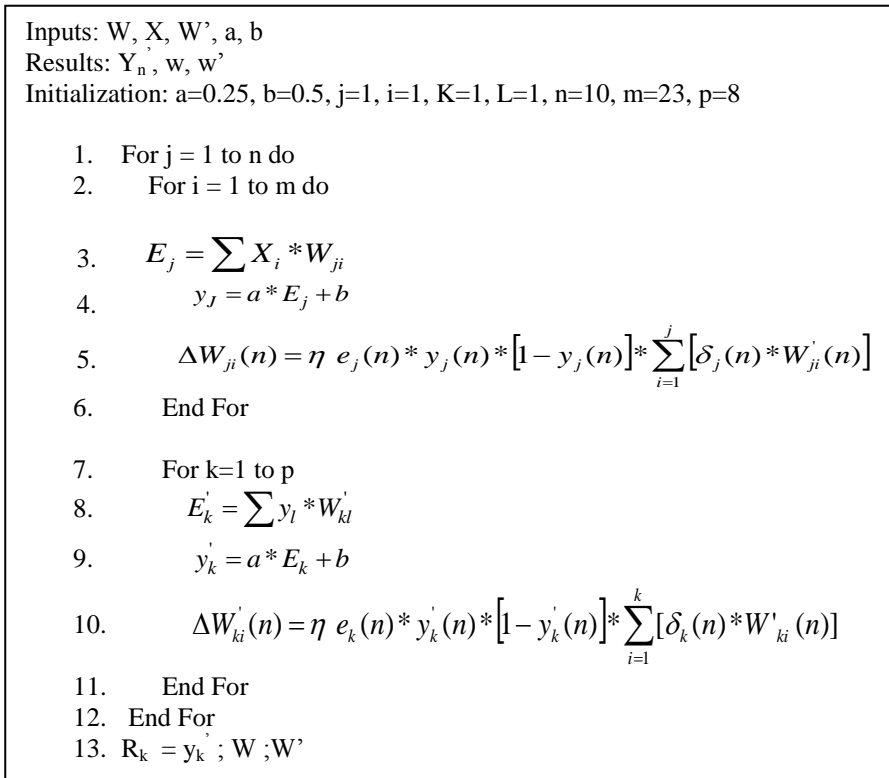 Inputs: W, X, W’, a, b
Results: Yₙ’, w, w’
Initialization: a=0.25, b=0.5, j=1, i=1, K=1, L=1, n=10, m=23, p=8
1. For j = 1 to n do
2. For i = 1 to m do
3. E_j = ∑ X_i * W_ji
4. y_J = a * E_j + b
5. ΔW_ji(n) = η e_j(n) * y_j(n) * [1 − y_j(n)] * ∑_{i=1}^{j} [δ_j(n) * W'_ji(n)]
6. End For
7. For k=1 to p
8. E'_k = ∑ y_l * W'_kl
9. y'_k = a * E_k + b
10. ΔW'_ki(n) = η e_k(n) * y'_k(n) * [1 − y'_k(n)] * ∑_{i=1}^{k} [δ_k(n) * W'_ki(n)]
11. End For
12. End For
13. R_k = y_k’ ; W ;W’